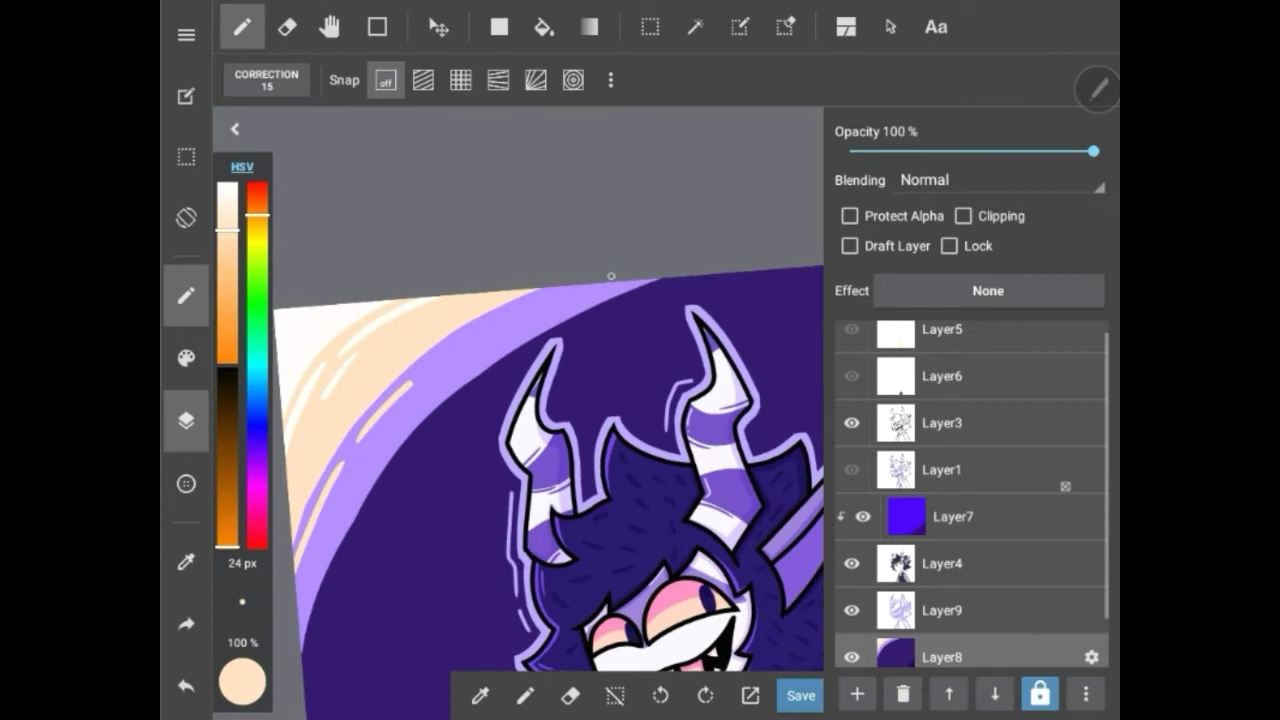 Aa
CORRECTION
15
Snap
off
HSV
Opacity 100 %
Blending Normal
Protect Alpha Clipping
Draft Layer Lock
Effect None
Layer5
Layer6
Layer3
Layer1
Layer7
Layer4
Layer9
Layer8
24 px
100 %
Save